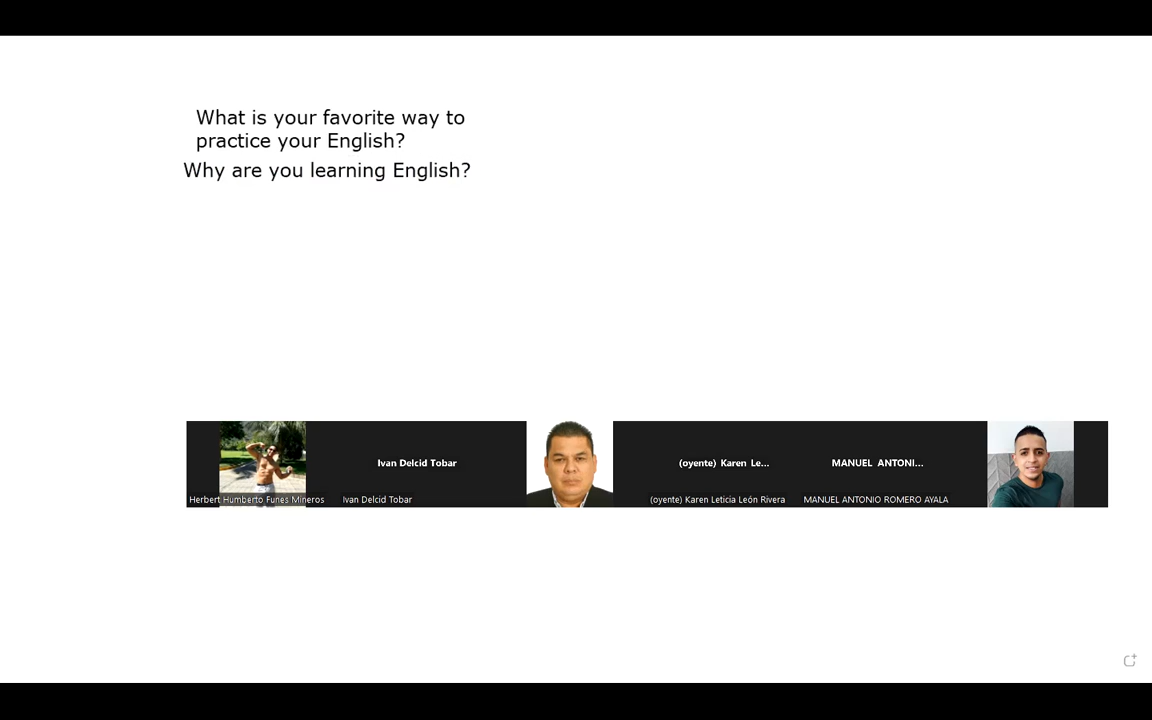 What is your favorite way to
practice your English?
Why are you learning English?
Ivan Delcid Tobar
(oyente) Karen Le...
MANUEL ANTONI...
Herbert Humberto Funes Mineros
Ivan Delcid Tobar
(oyente) Karen Leticia León Rivera
MANUEL ANTONIO ROMERO AYALA